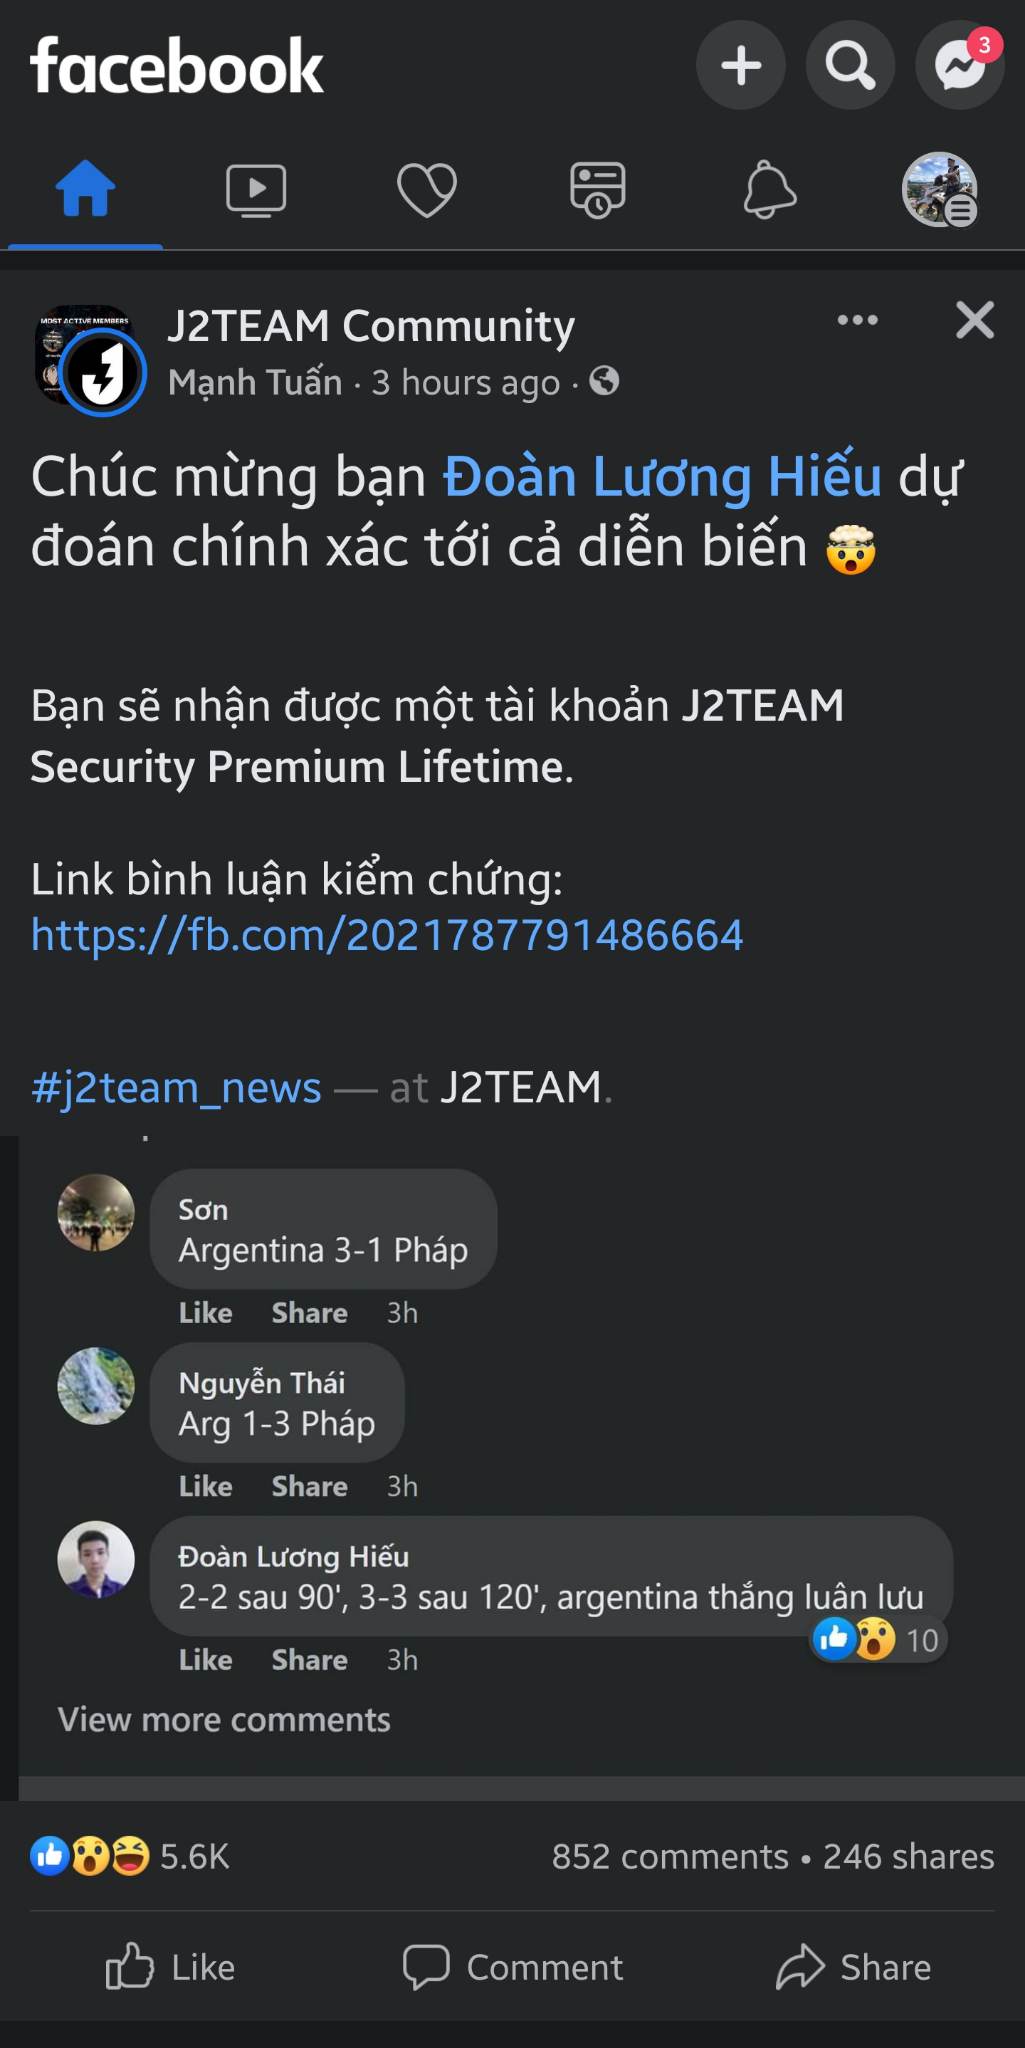 facebook
3
MOST ACTIVE MEMBERS
J2TEAM Community
Mạnh Tuấn · 3 hours ago ·
Chúc mừng bạn Đoàn Lương Hiếu dự
đoán chính xác tới cả diễn biến 🤯
Bạn sẽ nhận được một tài khoản J2TEAM
Security Premium Lifetime.
Link bình luận kiểm chứng:
https://fb.com/2021787791486664
#j2team_news — at J2TEAM.
Sơn
Argentina 3-1 Pháp
Like Share 3h
Nguyễn Thái
Arg 1-3 Pháp
Like Share 3h
Đoàn Lương Hiếu
2-2 sau 90', 3-3 sau 120', argentina thắng luân lưu
10
Like Share 3h
View more comments
5.6K
852 comments • 246 shares
Like Comment Share